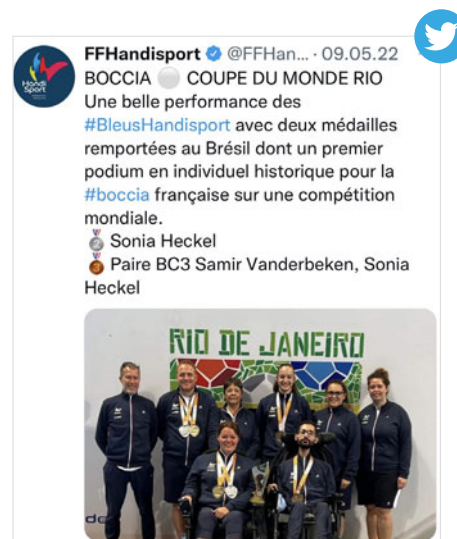 FFHandisport @FFHan... · 09.05.22
BOCCIA ⚪ COUPE DU MONDE RIO
Une belle performance des
#BleusHandisport avec deux médailles
remportées au Brésil dont un premier
podium en individuel historique pour la
#boccia française sur une compétition
mondiale.
🥈 Sonia Heckel
🥉 Paire BC3 Samir Vanderbeken, Sonia
Heckel
Handi
Sport
RIO DE JANEIRO